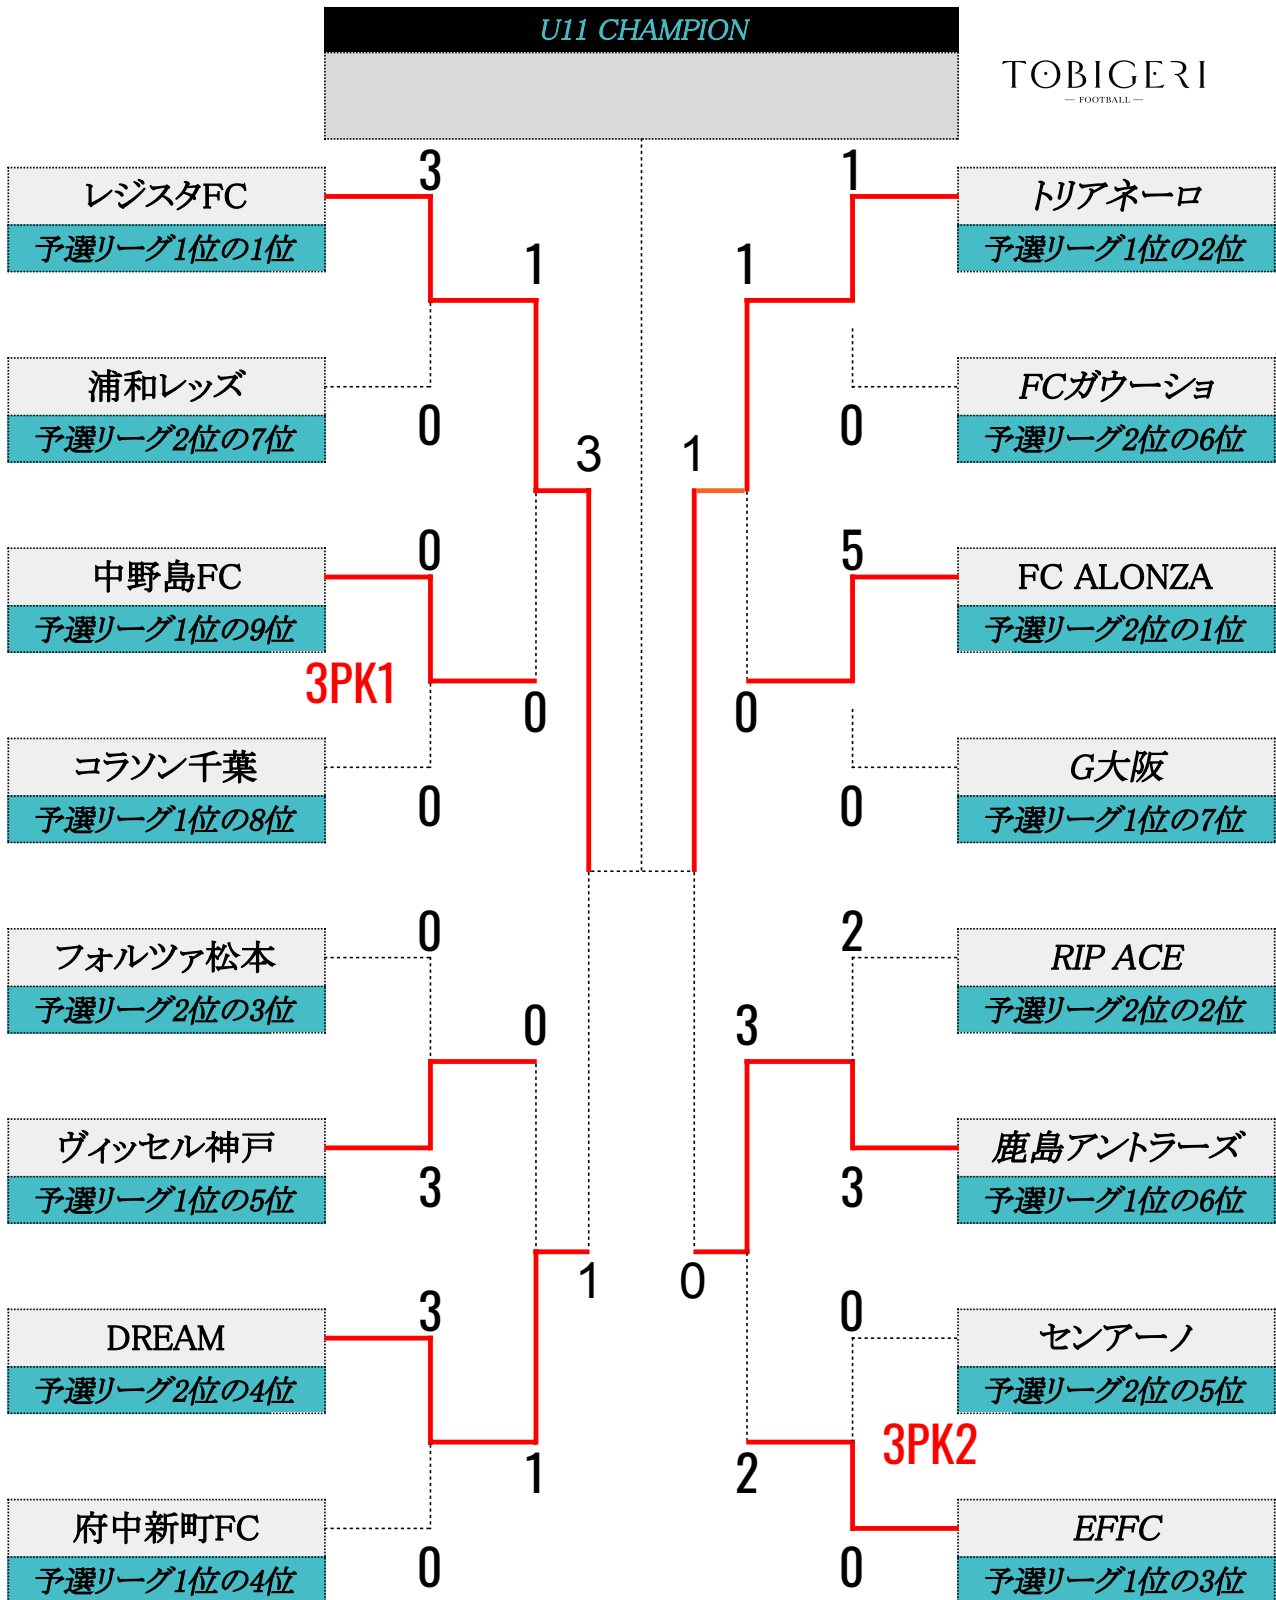 U11 CHAMPION
TOBIGERI
— FOOTBALL —
3
1
レジスタFC
トリアネーロ
予選リーグ1位の1位
予選リーグ1位の2位
1
1
浦和レッズ
FCガウーショ
予選リーグ2位の7位
予選リーグ2位の6位
0
0
3
1
0
5
中野島FC
FC ALONZA
予選リーグ1位の9位
予選リーグ2位の1位
3PK1
0
0
コラソン千葉
G大阪
予選リーグ1位の8位
予選リーグ1位の7位
0
0
0
2
フォルツァ松本
RIP ACE
予選リーグ2位の3位
予選リーグ2位の2位
0
3
ヴィッセル神戸
鹿島アントラーズ
予選リーグ1位の5位
予選リーグ1位の6位
3
3
1
0
3
0
DREAM
センアーノ
予選リーグ2位の4位
予選リーグ2位の5位
3PK2
1
2
府中新町FC
EFFC
予選リーグ1位の4位
予選リーグ1位の3位
0
0